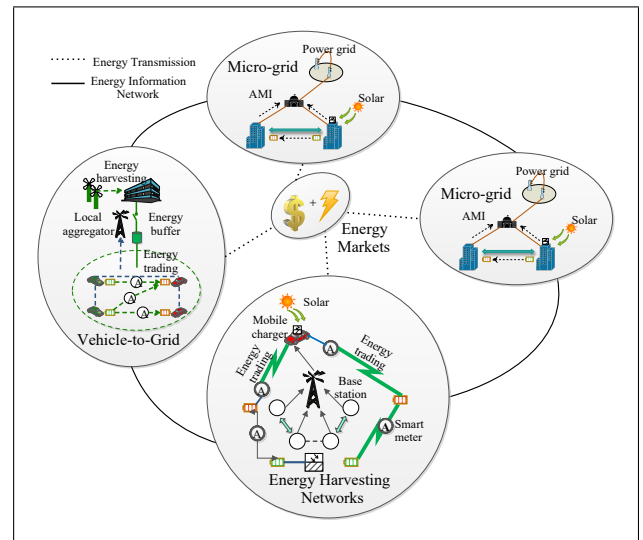 Energy Transmission
Energy Information
Network
Power grid
Micro-grid
AMI
Solar
Power grid
Micro-grid
AMI
Solar
Energy
harvesting
Local
aggregator
Energy
buffer
Energy
trading
A
A
A
Vehicle-to-Grid
$ +
Energy
Markets
Solar
Mobile
charger
A
Energy
trading
Energy
trading
A
Base
station
A
A
Smart
meter
Energy Harvesting
Networks